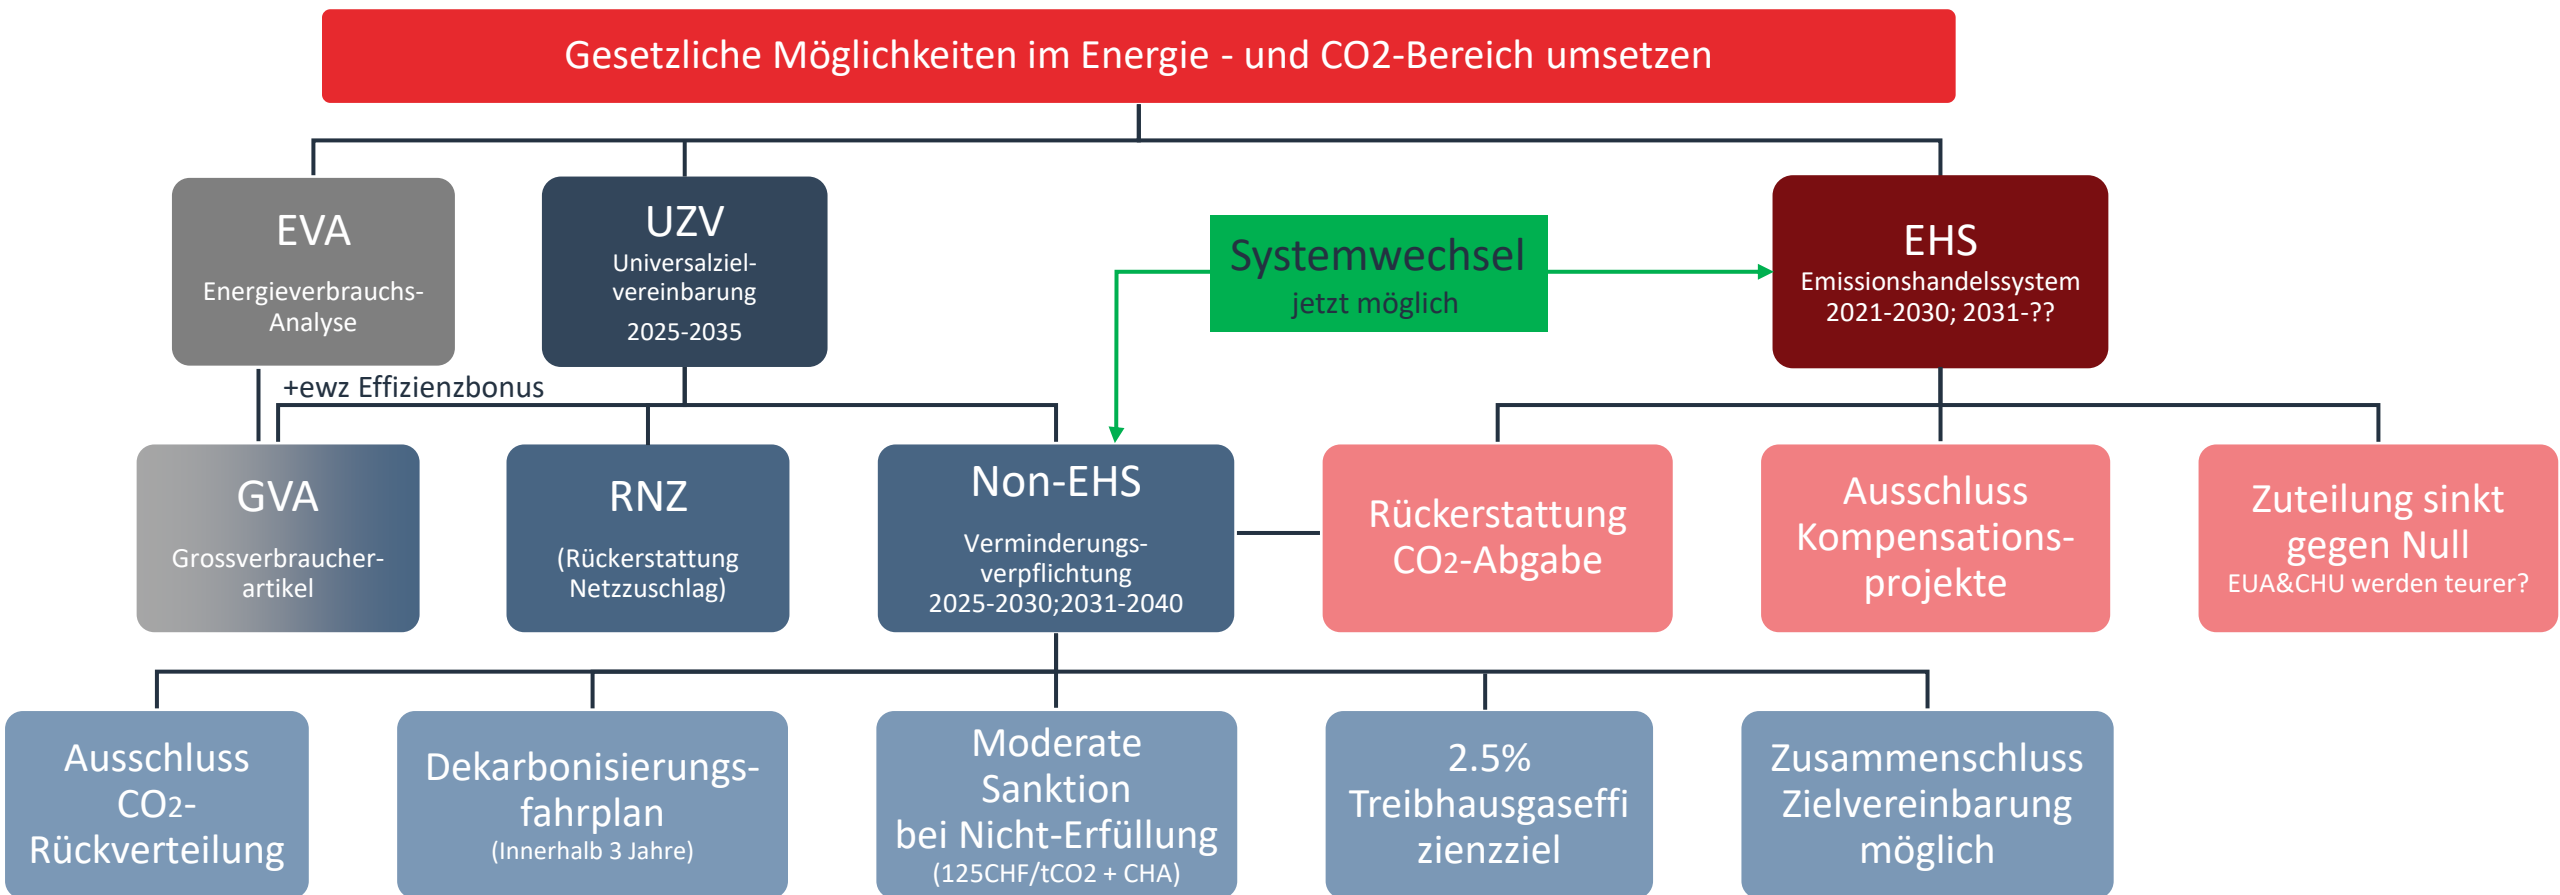 Gesetzliche Möglichkeiten im Energie - und CO2-Bereich umsetzen
EVA
Energieverbrauchs-
Analyse
UZV
Universalziel-
vereinbarung
2025-2035
Systemwechsel
jetzt möglich
EHS
Emissionshandelssystem
2021-2030; 2031-??
+ewz Effizienzbonus
GVA
Grossverbraucher-
artikel
RNZ
(Rückerstattung
Netzzuschlag)
Non-EHS
Verminderungs-
verpflichtung
2025-2030;2031-2040
Rückerstattung
CO2-Abgabe
Ausschluss
Kompensations-
projekte
Zuteilung sinkt
gegen Null
EUA&CHU werden teurer?
Ausschluss
CO2-
Rückverteilung
Dekarbonisierungs-
fahrplan
(Innerhalb 3 Jahre)
Moderate
Sanktion
bei Nicht-Erfüllung
(125CHF/tCO2 + CHA)
2.5%
Treibhausgaseffi
zienzziel
Zusammenschluss
Zielvereinbarung
möglich